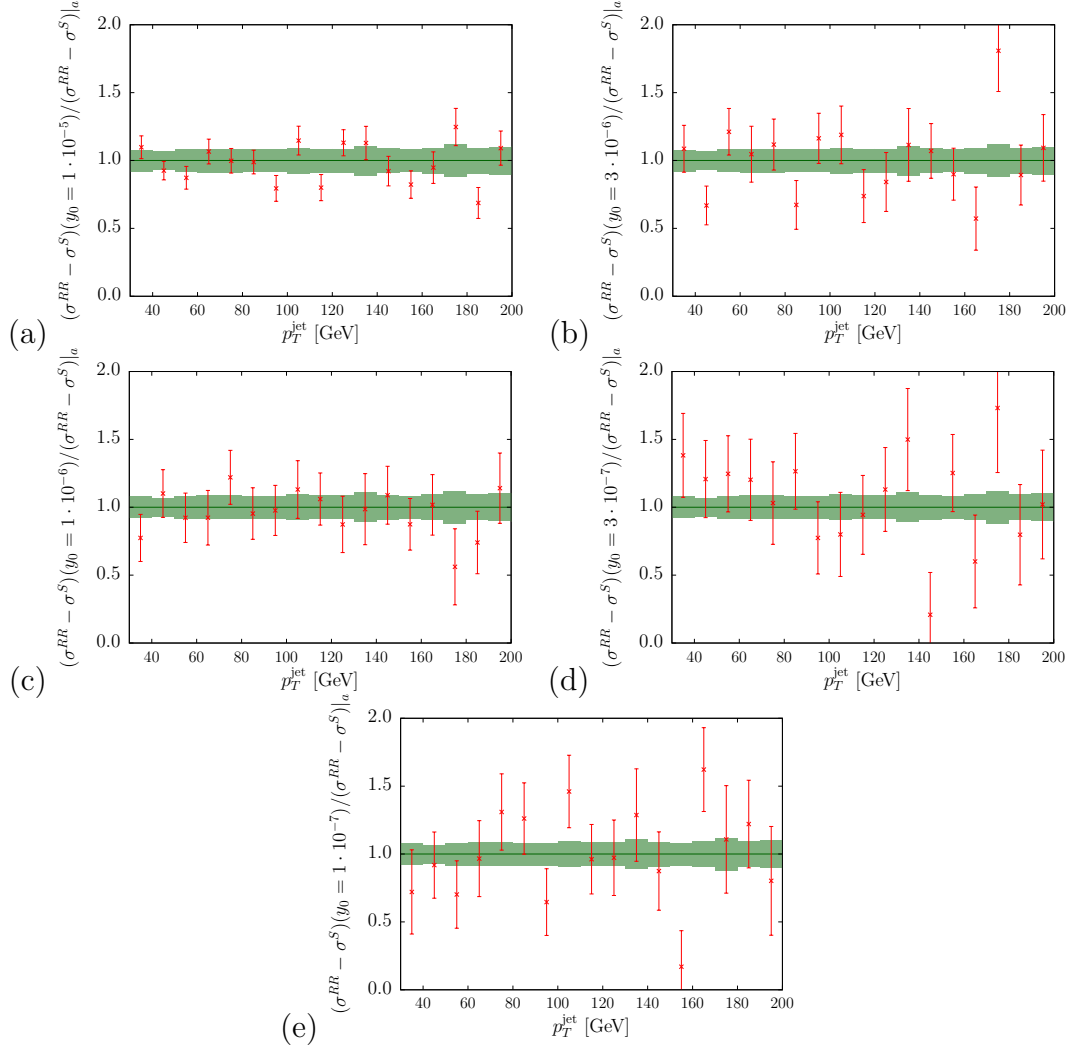 (σ^{RR} − σ^S)(y_0 = 1 · 10^{-5})/(σ^{RR} − σ^S)|_a
2.0
1.5
1.0
0.5
0.0
40 60 80 100 120 140 160 180 200
p_T^{jet} [GeV]
(a)
(σ^{RR} − σ^S)(y_0 = 3 · 10^{-6})/(σ^{RR} − σ^S)|_a
2.0
1.5
1.0
0.5
0.0
40 60 80 100 120 140 160 180 200
p_T^{jet} [GeV]
(b)
(σ^{RR} − σ^S)(y_0 = 1 · 10^{-6})/(σ^{RR} − σ^S)|_a
2.0
1.5
1.0
0.5
0.0
40 60 80 100 120 140 160 180 200
p_T^{jet} [GeV]
(c)
(σ^{RR} − σ^S)(y_0 = 3 · 10^{-7})/(σ^{RR} − σ^S)|_a
2.0
1.5
1.0
0.5
0.0
40 60 80 100 120 140 160 180 200
p_T^{jet} [GeV]
(d)
(σ^{RR} − σ^S)(y_0 = 1 · 10^{-7})/(σ^{RR} − σ^S)|_a
2.0
1.5
1.0
0.5
0.0
40 60 80 100 120 140 160 180 200
p_T^{jet} [GeV]
(e)